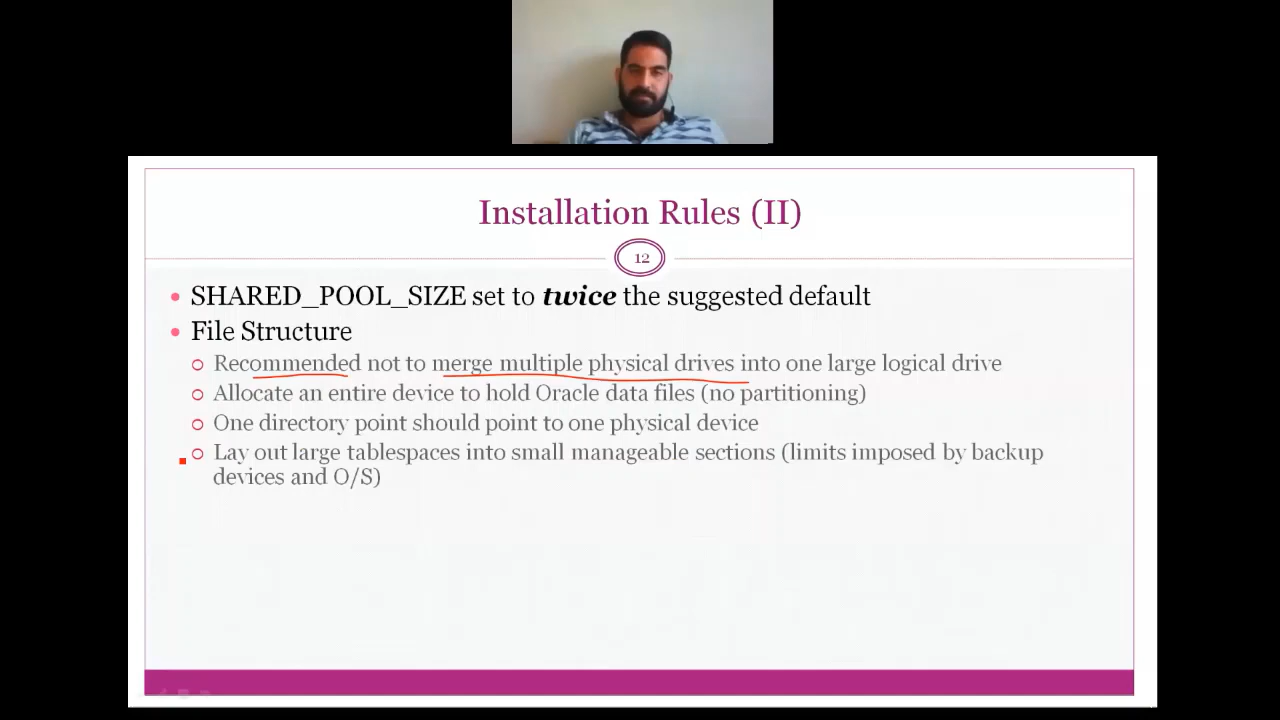 Installation Rules (II)
12
SHARED_POOL_SIZE set to twice the suggested default
File Structure
Recommended not to merge multiple physical drives into one large logical drive
Allocate an entire device to hold Oracle data files (no partitioning)
One directory point should point to one physical device
Lay out large tablespaces into small manageable sections (limits imposed by backup
devices and O/S)